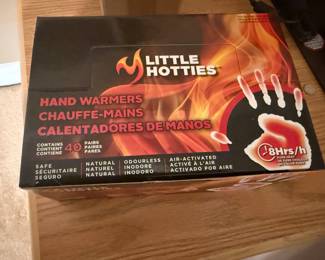 LITTLE
HOTTIES
HAND WARMERS
CHAUFFE-MAINS
CALENTADORES DE MANOS
CONTAINS
CONTIENT
CONTIENE
40
PAIRS
PAIRES
PARES
SAFE
SÉCURITAIRE
SEGURO
NATURAL
NATUREL
NATURAL
ODOURLESS
INODORE
INODORO
AIR-ACTIVATED
ACTIVÉ À L'AIR
ACTIVADO POR AIRE
8Hrs/h